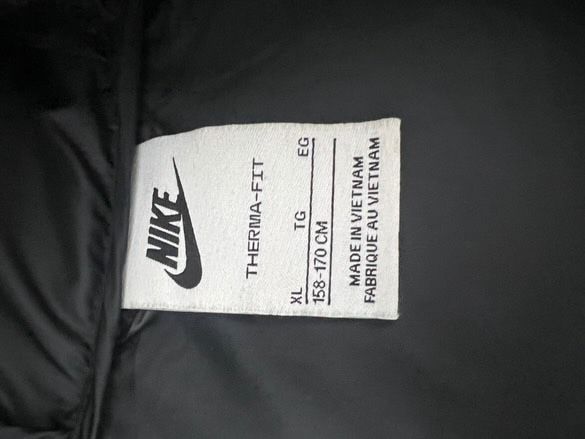 NIKE
THERMA-FIT
XL TG EG
158-170 CM
MADE IN VIETNAM
FABRIQUE AU VIETNAM